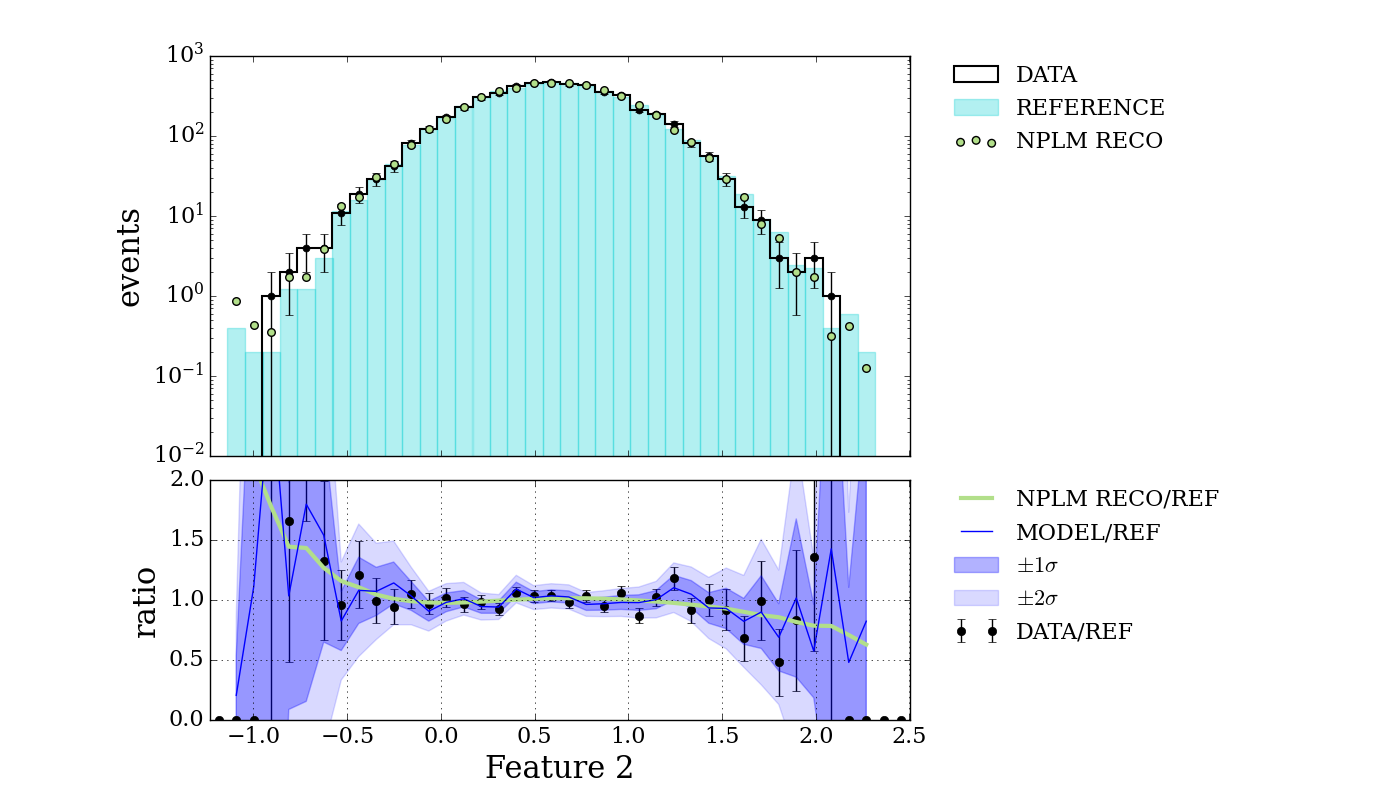 10³
10²
10¹
10⁰
10⁻¹
10⁻²
events
DATA
REFERENCE
NPLM RECO
2.0
1.5
1.0
0.5
0.0
ratio
−1.0 −0.5 0.0 0.5 1.0 1.5 2.0 2.5
Feature 2
NPLM RECO/REF
MODEL/REF
±1σ
±2σ
DATA/REF